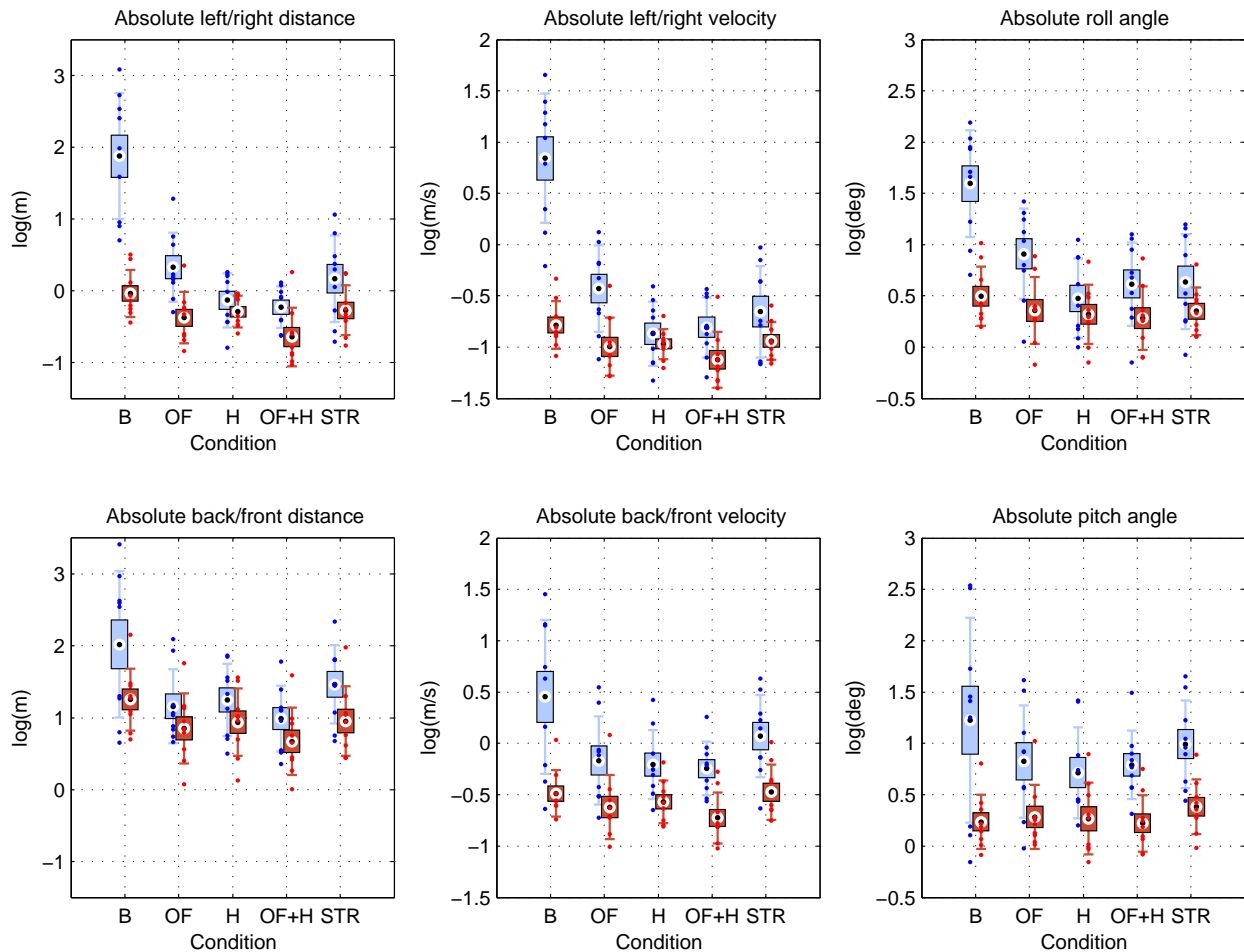 Absolute left/right distance
3
2
1
0
−1
log(m)
B OF H OF+H STR
Condition
Absolute left/right velocity
2
1.5
1
0.5
0
−0.5
−1
−1.5
log(m/s)
B OF H OF+H STR
Condition
Absolute roll angle
3
2.5
2
1.5
1
0.5
0
−0.5
log(deg)
B OF H OF+H STR
Condition
Absolute back/front distance
3
2
1
0
−1
log(m)
B OF H OF+H STR
Condition
Absolute back/front velocity
2
1.5
1
0.5
0
−0.5
−1
−1.5
log(m/s)
B OF H OF+H STR
Condition
Absolute pitch angle
3
2.5
2
1.5
1
0.5
0
−0.5
log(deg)
B OF H OF+H STR
Condition